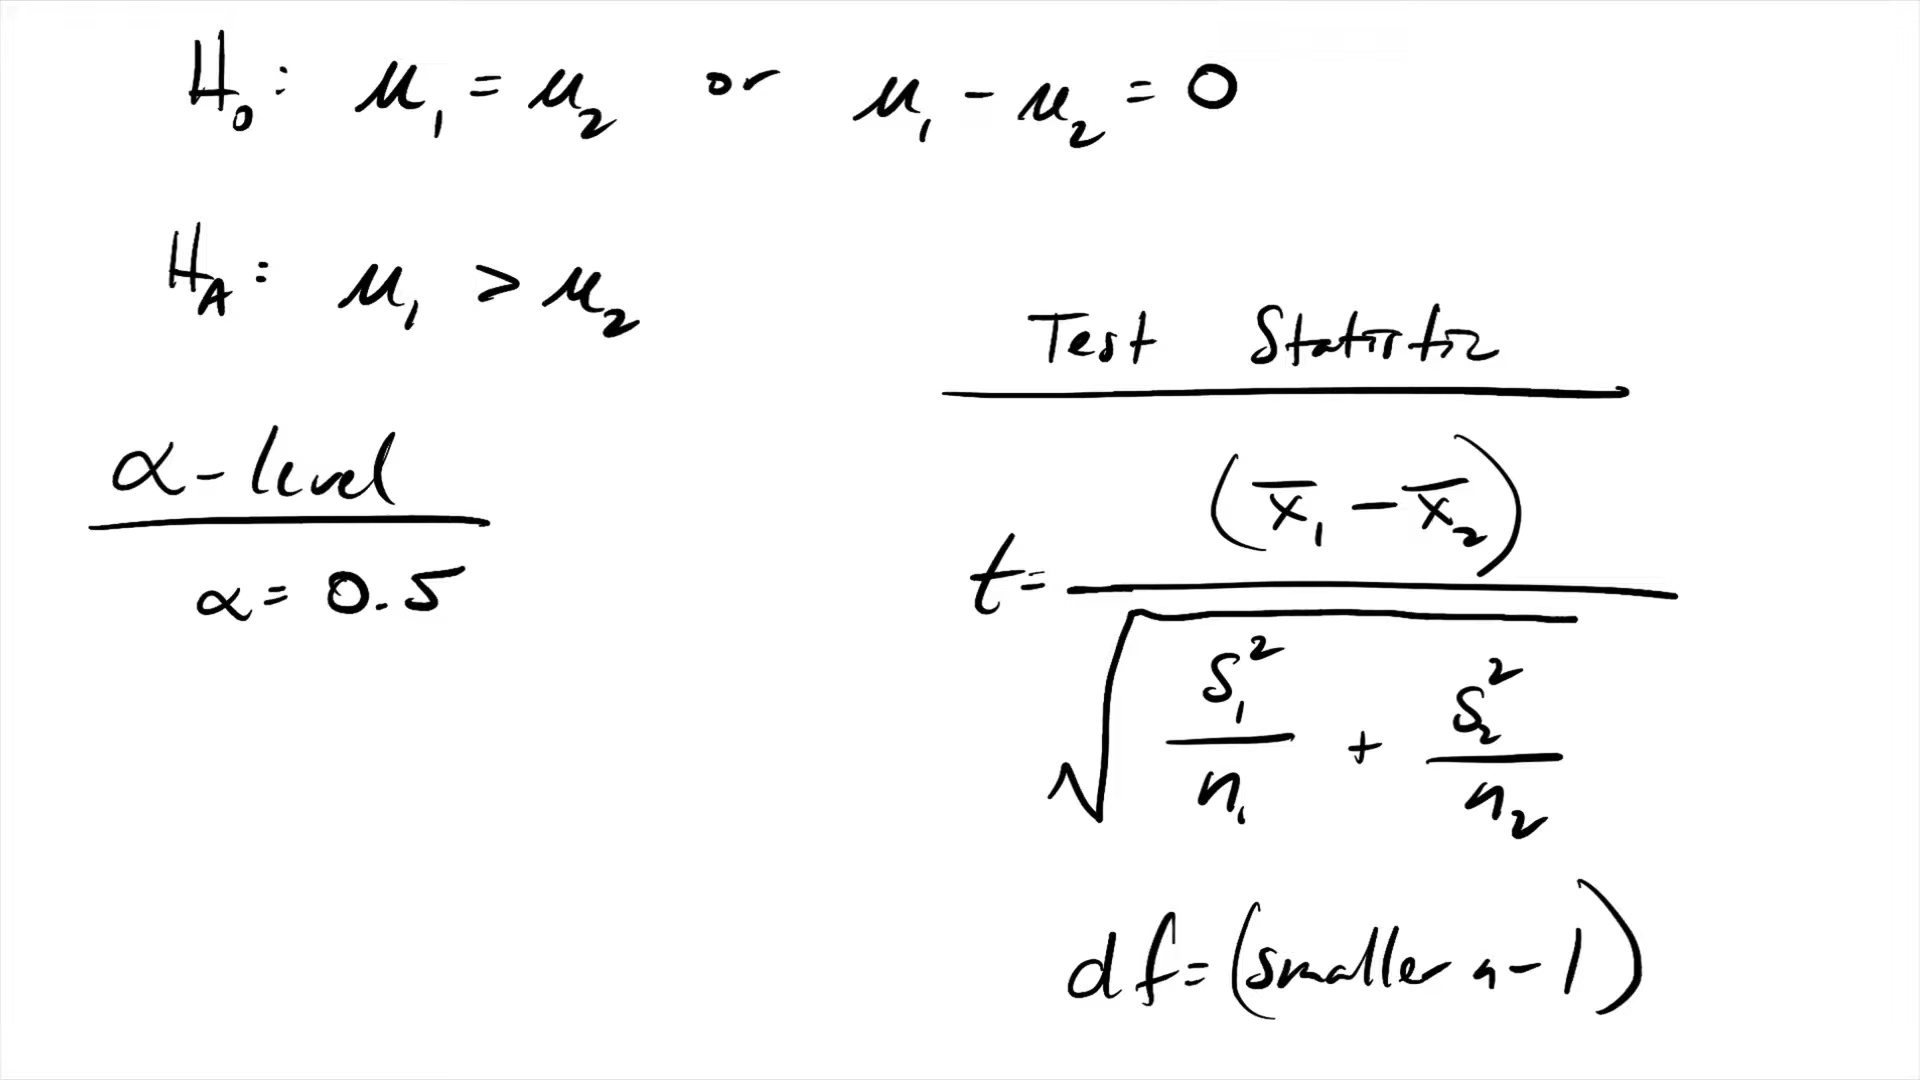 H₀: μ₁ = μ₂ or μ₁ - μ₂ = 0
H_A: μ₁ > μ₂
α-level
α = 0.5
Test Statistic
t = (x̄₁ - x̄₂) / √(s₁²/n₁ + s₂²/n₂)
df = (smaller n - 1)